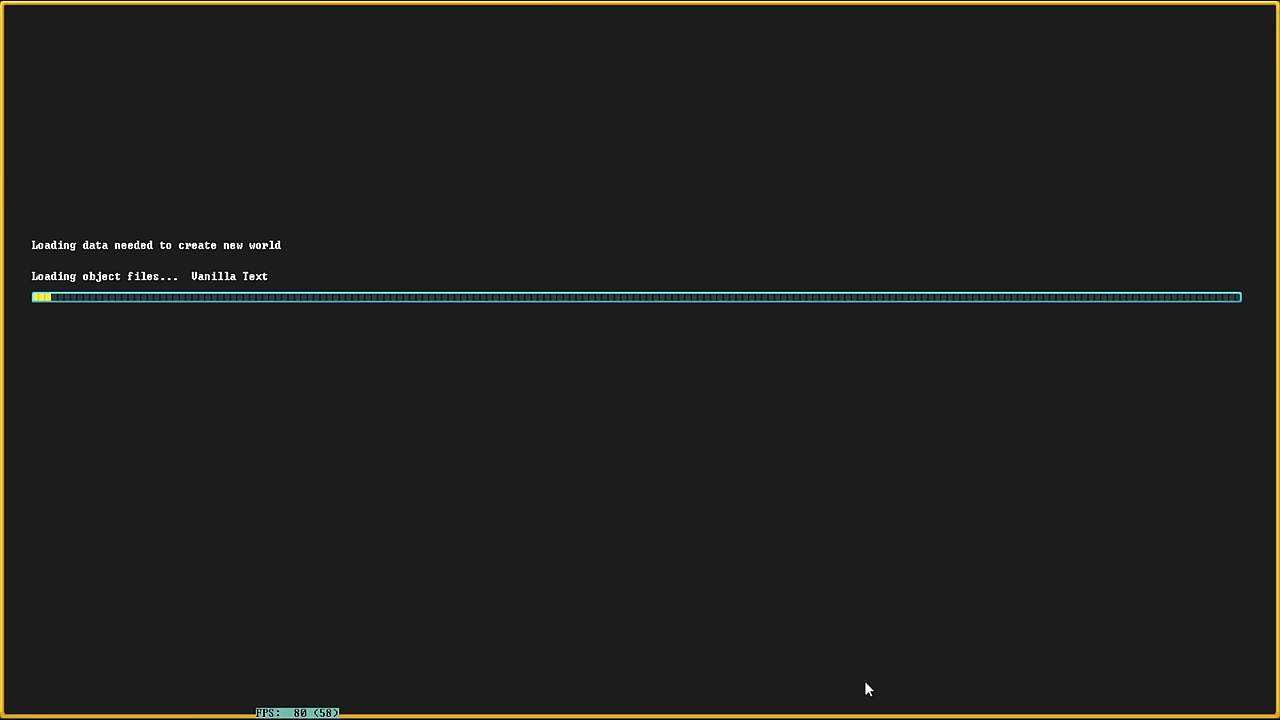 Loading data needed to create new world
Loading object files...  Vanilla Text
FPS:  80 (58)